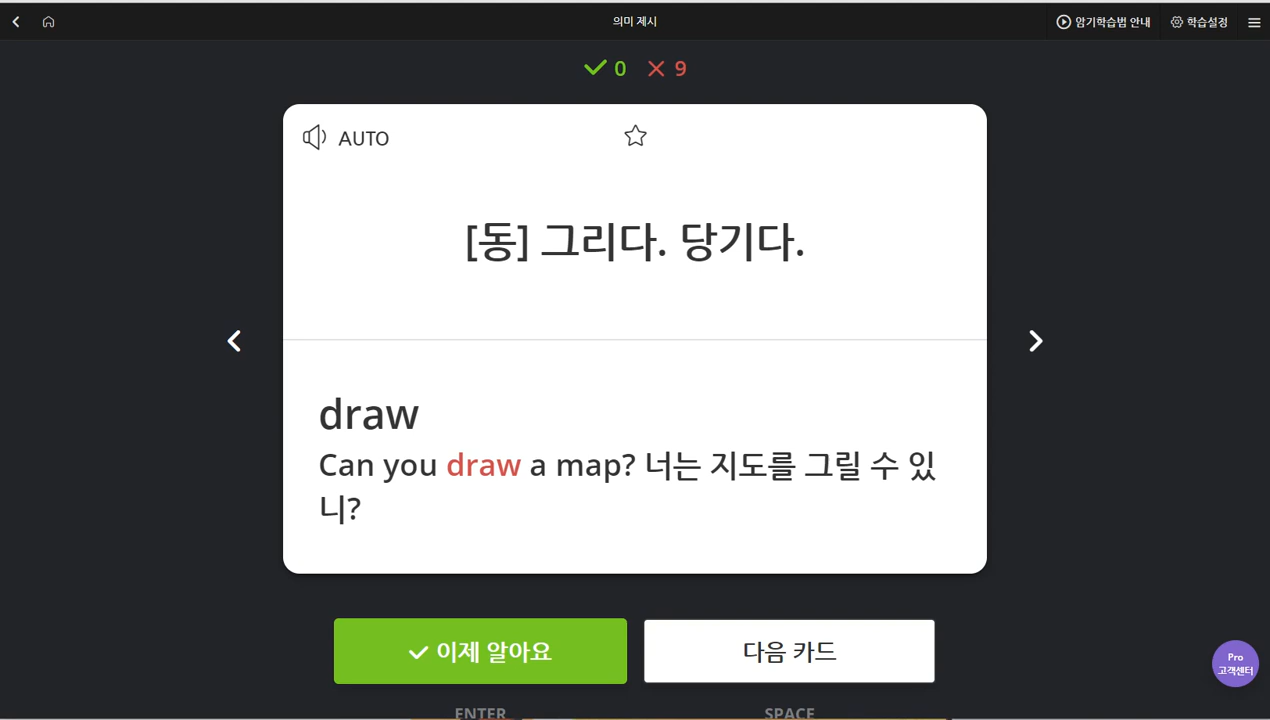 의미 제시
암기학습법 안내
학습설정
0 9
AUTO
[동] 그리다. 당기다.
draw
Can you draw a map? 너는 지도를 그릴 수 있
니?
이제 알아요
다음 카드
Pro
고객센터
ENTER
SPACE